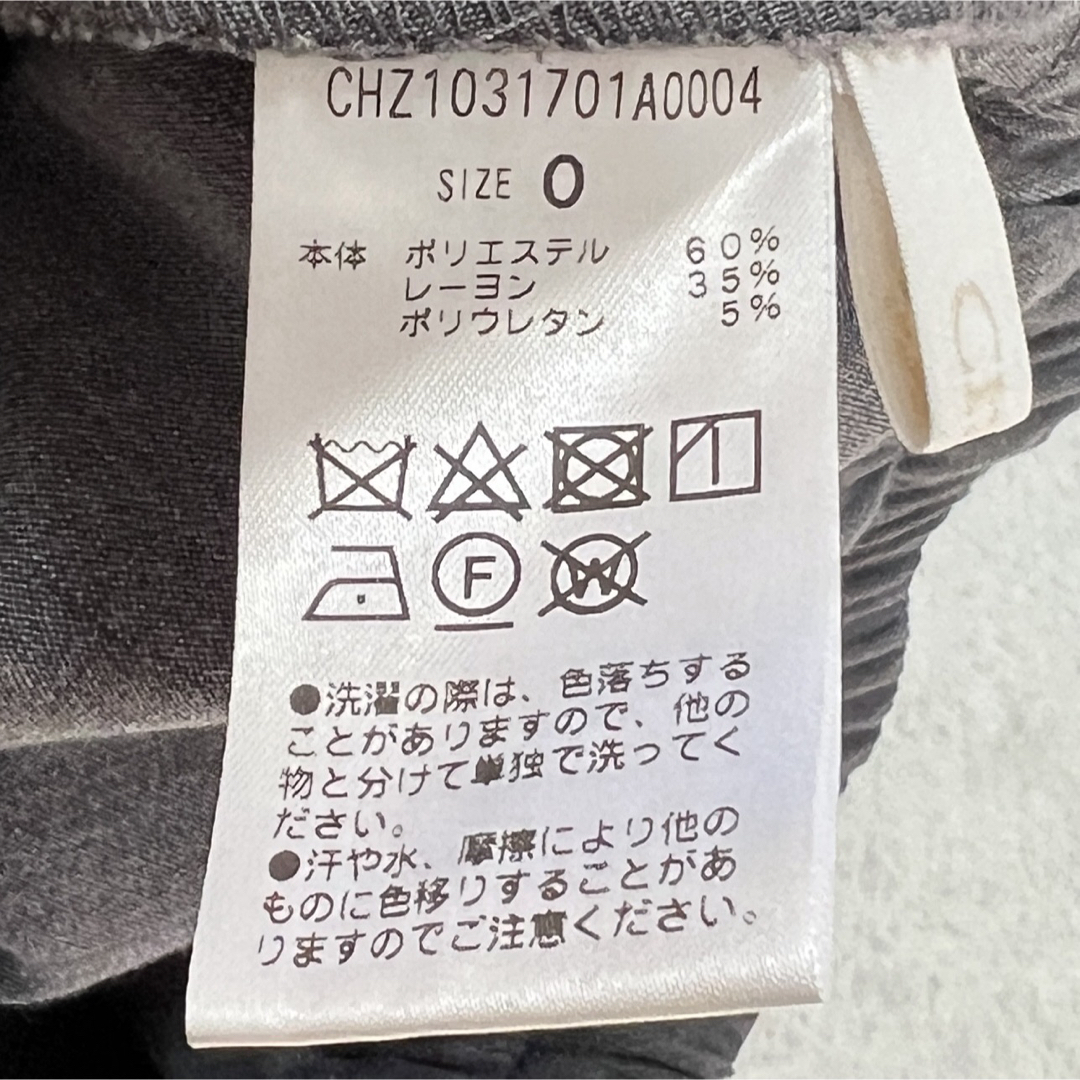 CHZ1031701A0004
SIZE 0
本体 ポリエステル 60%
レーヨン 35%
ポリウレタン 5%
F
W
●洗濯の際は、色落ちする
ことがありますので、他の
物と分けて単独で洗ってく
ださい。
●汗や水、摩擦により他の
ものに色移りすることがあ
りますのでご注意ください。